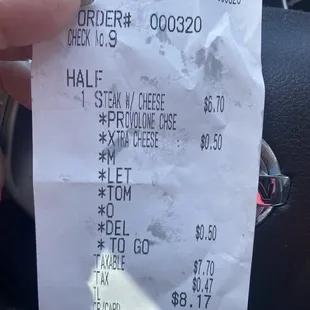 ORDER# 000320
CHECK No.9
000320
HALF
1 STEAK W/ CHEESE $6.70
*PROVOLONE CHSE
*XTRA CHEESE : $0.50
*M
*LET
*TOM
*O
*DEL $0.50
* TO GO
TAXABLE $7.70
TAX $0.47
$8.17